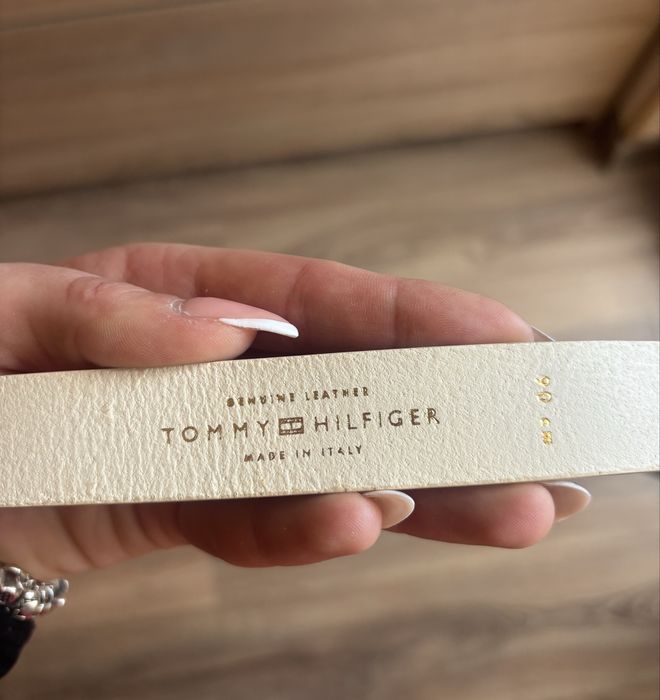 GENUINE LEATHER
TOMMY HILFIGER
MADE IN ITALY
90 cm